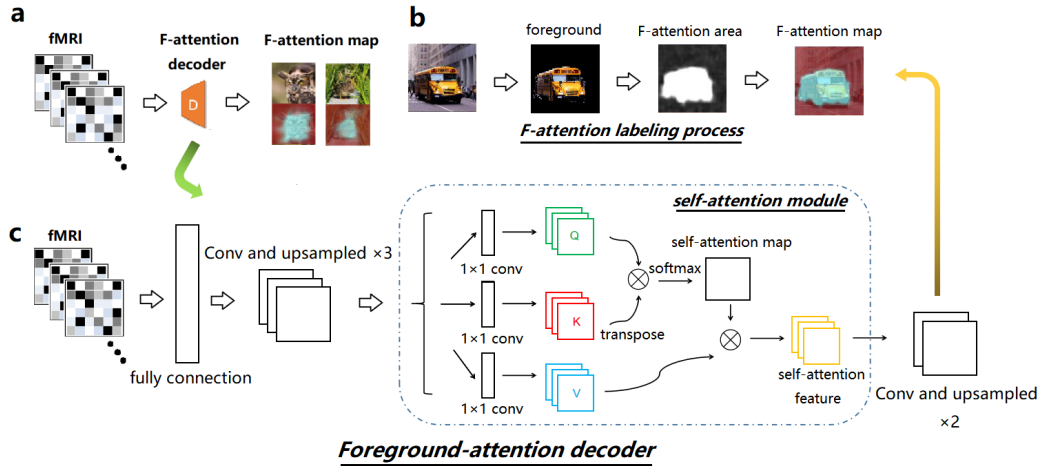 a
fMRI
F-attention
decoder
F-attention map
D
b
foreground
F-attention area
F-attention map
F-attention labeling process
c
fMRI
fully connection
Conv and upsampled ×3
self-attention module
1×1 conv
Q
1×1 conv
K
1×1 conv
V
transpose
softmax
self-attention map
self-attention
feature
Conv and upsampled
×2
Foreground-attention decoder